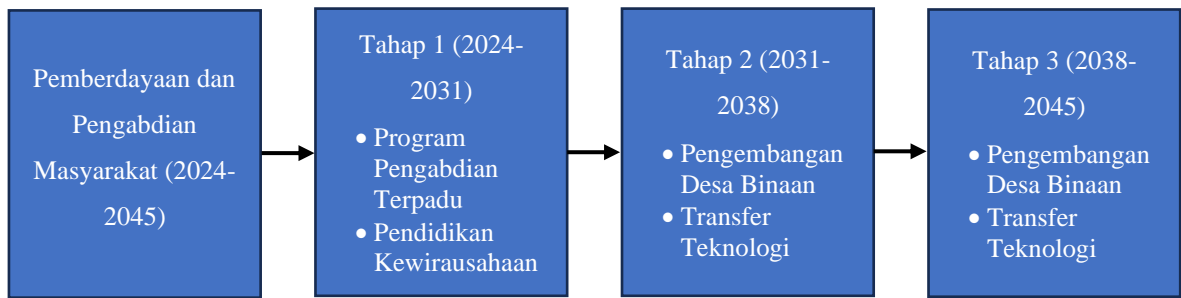 Pemberdayaan dan
Pengabdian
Masyarakat (2024-
2045)
Tahap 1 (2024-
2031)
• Program
Pengabdian
Terpadu
• Pendidikan
Kewirausahaan
Tahap 2 (2031-
2038)
• Pengembangan
Desa Binaan
• Transfer
Teknologi
Tahap 3 (2038-
2045)
• Pengembangan
Desa Binaan
• Transfer
Teknologi